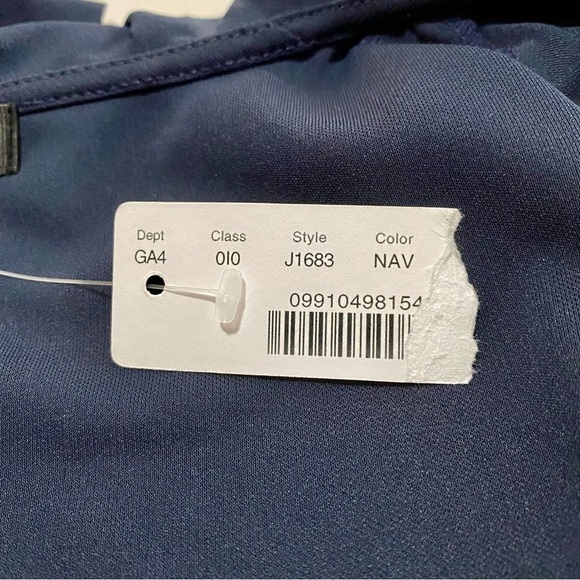 Dept Class Style Color
GA4 0I0 J1683 NAV
09910498154